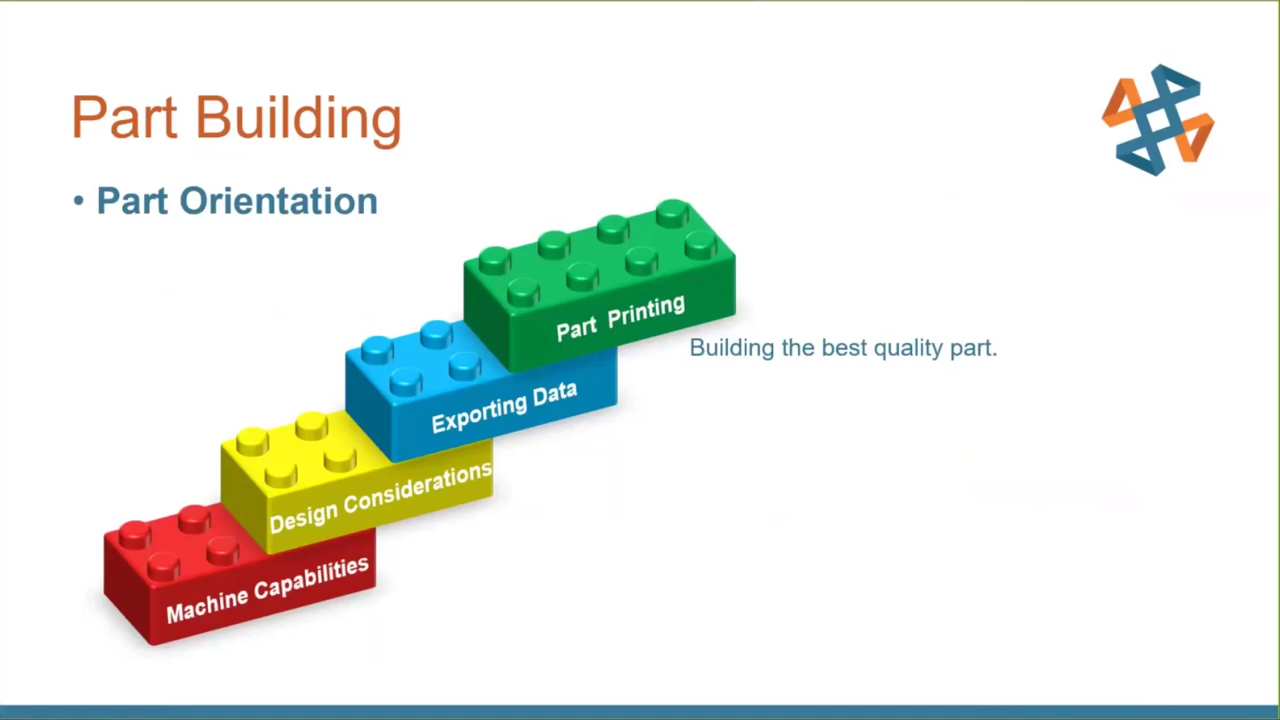 Part Building
• Part Orientation
Part Printing
Building the best quality part.
Exporting Data
Design Considerations
Machine Capabilities